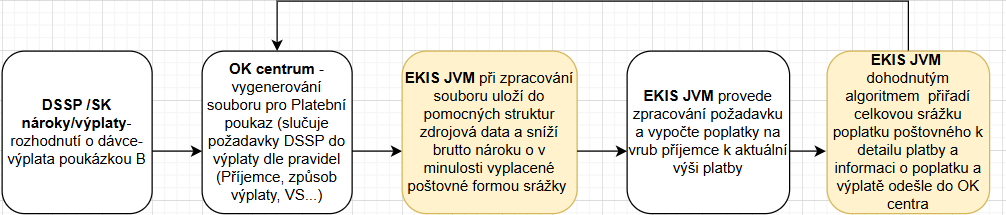 DSSP /SK
nároky/výplaty-
rozhodnutí o dávce-
výplata poukázkou B
OK centrum -
vygenerování
souboru pro Platební
poukaz (slučuje
požadavky DSSP do
výplaty dle pravidel
(Příjemce, způsob
výplaty, VS...)
EKIS JVM při zpracování
souboru uloží do
pomocných struktur
zdrojová data a sníží
brutto nároku o v
minulosti vyplacené
poštovné formou srážky
EKIS JVM provede
zpracování požadavku
a vypočte poplatky na
vrub příjemce k aktuální
výši platby
EKIS JVM
dohodnutým
algoritmem  přiřadí
celkovou srážku
poplatku poštovného k
detailu platby a
informaci o poplatku a
výplatě odešle do OK
centra